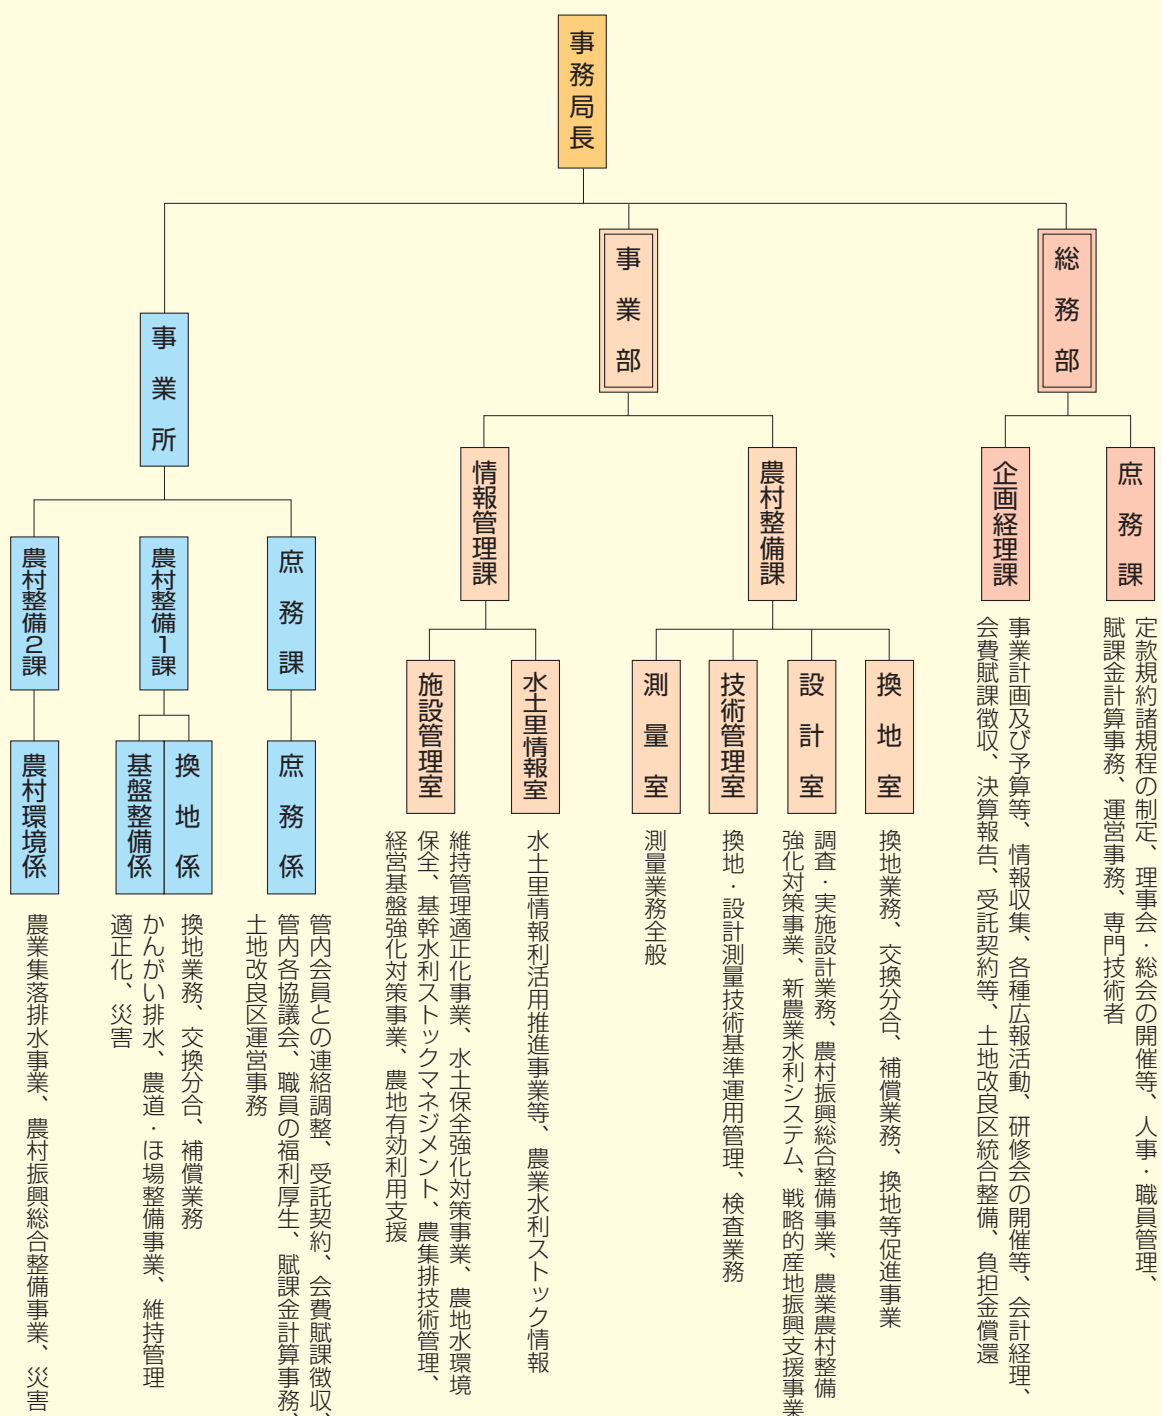 事務局長
総務部
庶務課
定款規約諸規程の制定、理事会・総会の開催等、人事・職員管理、
賦課金計算事務、運営事務、専門技術者
企画経理課
事業計画及び予算等、情報収集、各種広報活動、研修会の開催等、会計経理、
会費賦課徴収、決算報告、受託契約等、土地改良区統合整備、負担金償還
事業部
農村整備課
換地室
換地業務、交換分合、補償業務、換地等促進事業
設計室
調査・実施設計業務、農村振興総合整備事業、農業農村整備
強化対策事業、新農業水利システム、戦略的産地振興支援事業
技術管理室
換地・設計測量技術基準運用管理、検査業務
測量室
測量業務全般
情報管理課
水土里情報室
水土里情報利活用推進事業等、農業水利ストック情報
施設管理室
維持管理適正化事業、水土保全強化対策事業、農地水環境
保全、基幹水利ストックマネジメント、農集排技術管理、
経営基盤強化対策事業、農地有効利用支援
事業所
庶務課
庶務係
管内会員との連絡調整、受託契約、会費賦課徴収、
管内各協議会、職員の福利厚生、賦課金計算事務、
土地改良区運営事務
農村整備1課
換地係
換地業務、交換分合、補償業務
基盤整備係
かんがい排水、農道・ほ場整備事業、維持管理
適正化、災害
農村整備2課
農村環境係
農業集落排水事業、農村振興総合整備事業、災害